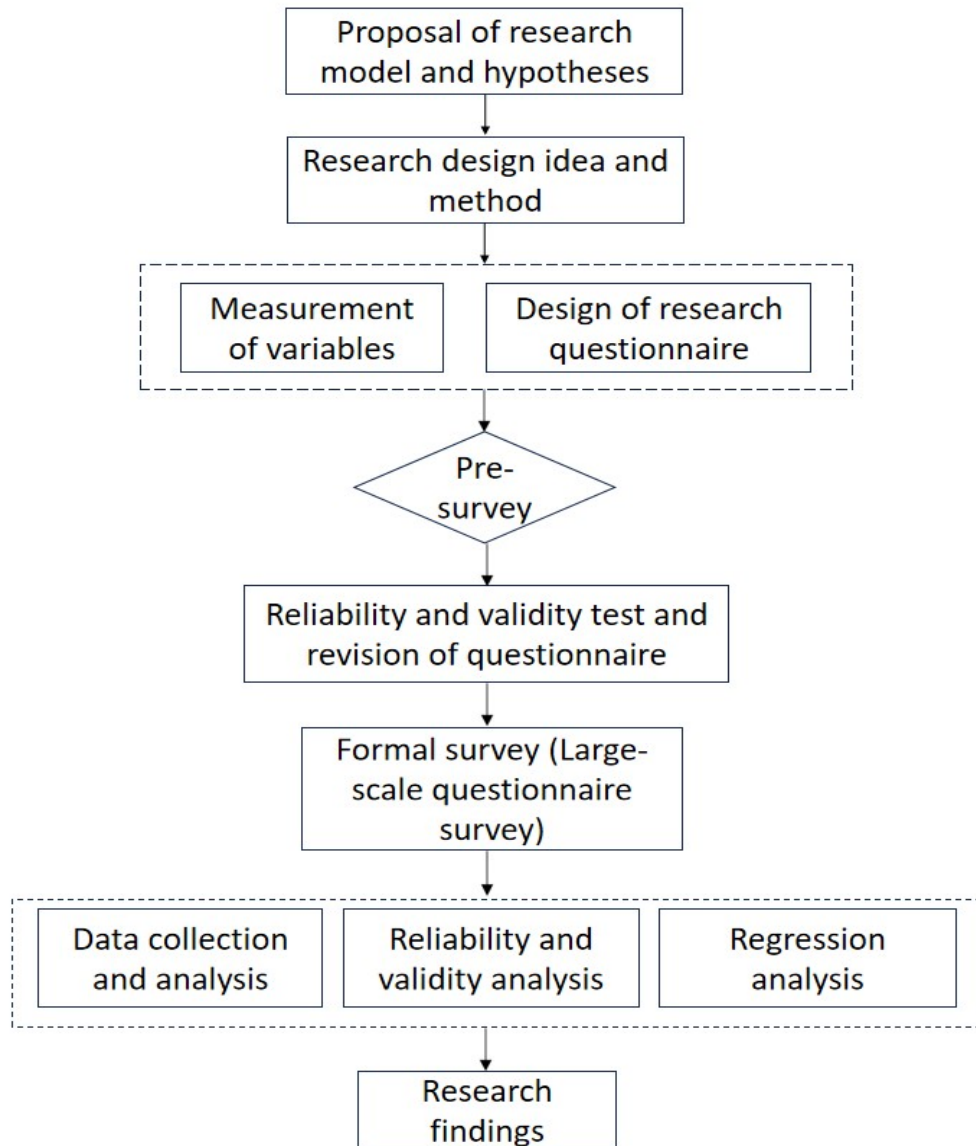 Proposal of research
model and hypotheses
Research design idea and
method
Measurement
of variables
Design of research
questionnaire
Pre-
survey
Reliability and validity test and
revision of questionnaire
Formal survey (Large-
scale questionnaire
survey)
Data collection
and analysis
Reliability and
validity analysis
Regression
analysis
Research
findings